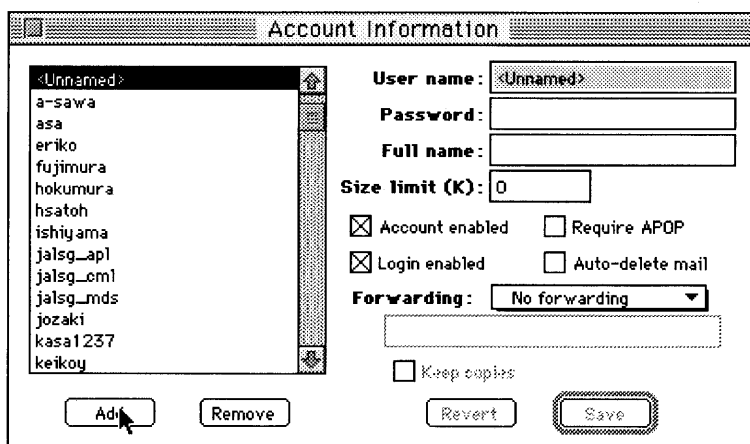 Account Information
<Unnamed>
a-sawa
asa
eriko
fujimura
hokumura
hsatoh
ishiyama
jalsg_apl
jalsg_cml
jalsg_mds
jozaki
kasa1237
keikoy
Add
Remove
User name: <Unnamed>
Password:
Full name:
Size limit (K): 0
Account enabled
Require APOP
Login enabled
Auto-delete mail
Forwarding: No forwarding
Keep copies
Revert
Save